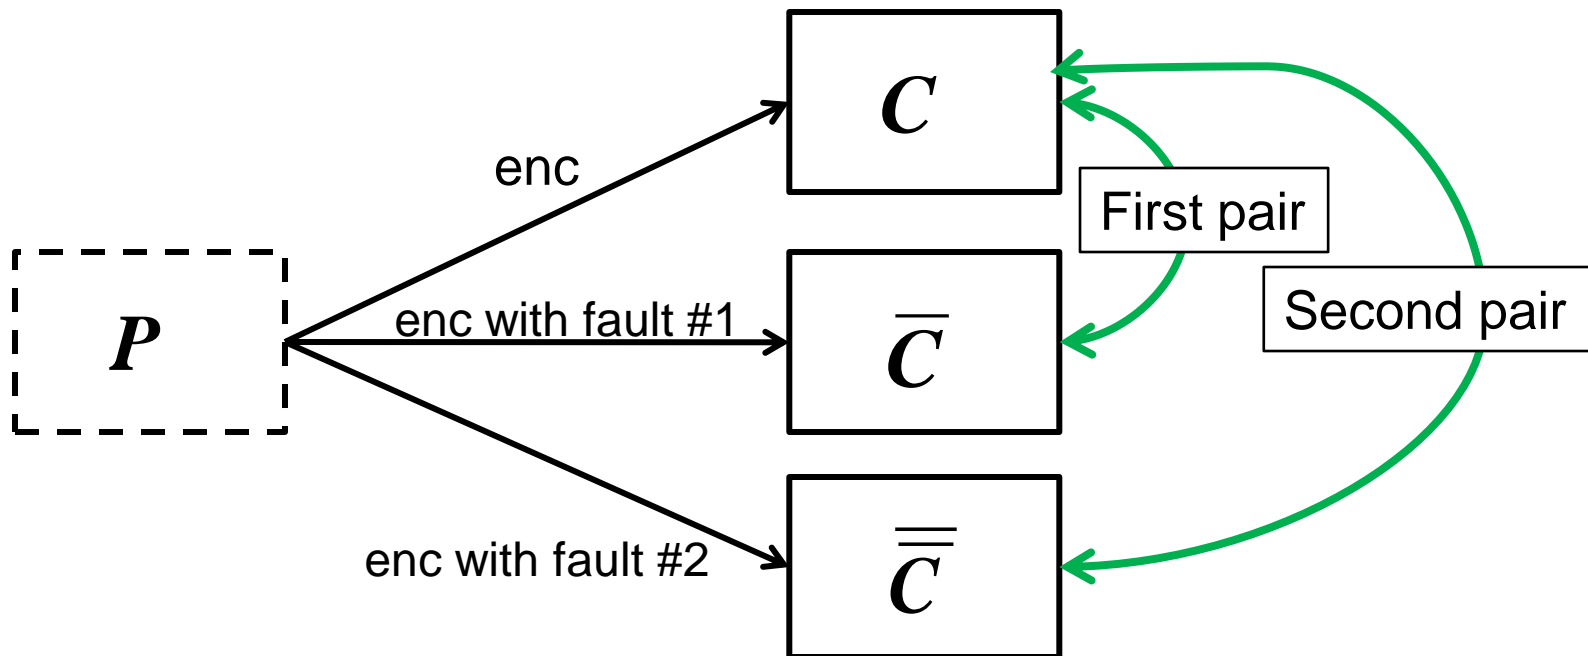 C
enc
First pair
P
enc with fault #1
C̅
Second pair
enc with fault #2
C̿